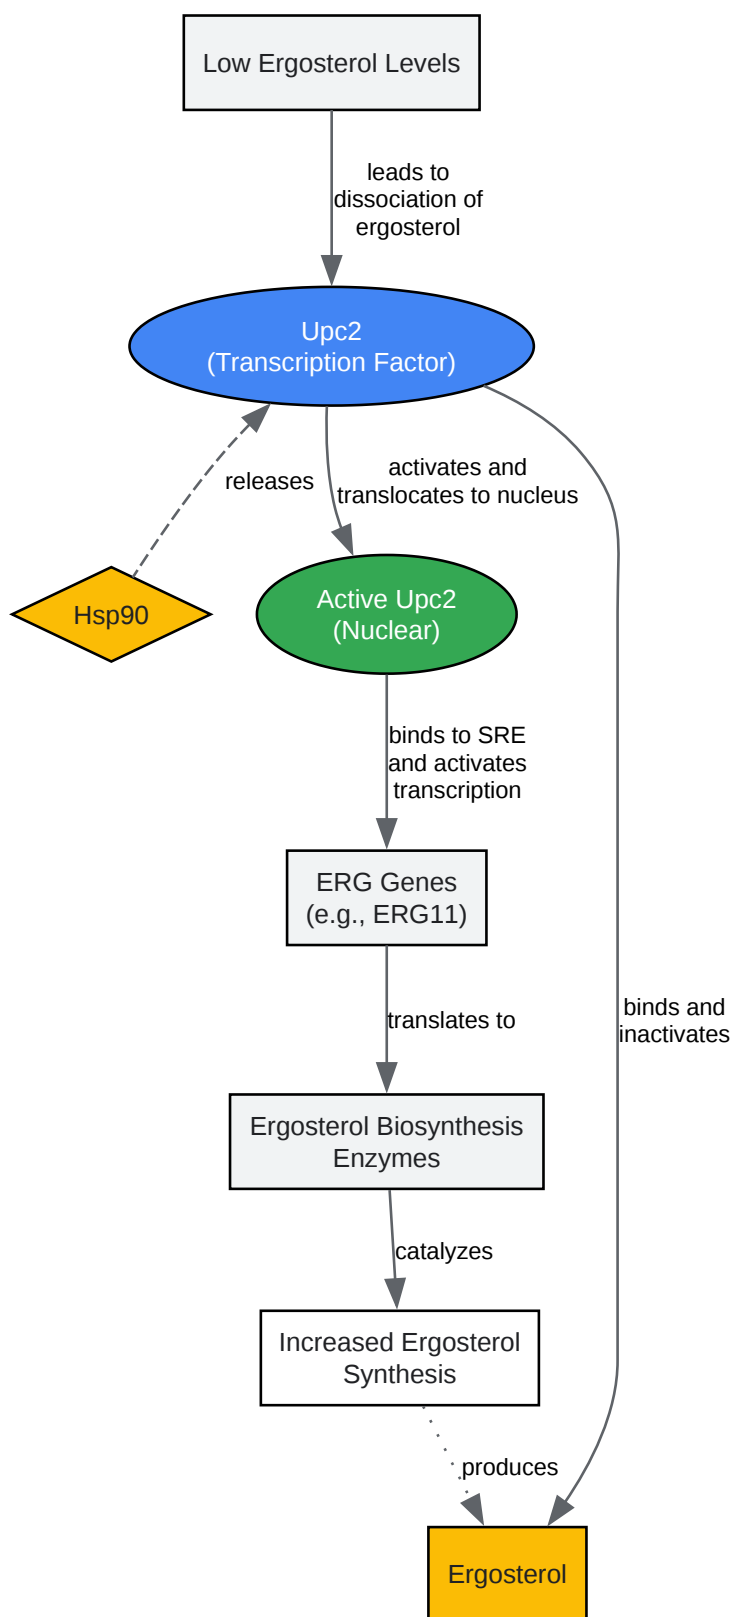 Low Ergosterol Levels
leads to
dissociation of
ergosterol
Upc2
(Transcription Factor)
releases
activates and
translocates to nucleus
Hsp90
Active Upc2
(Nuclear)
binds to SRE
and activates
transcription
ERG Genes
(e.g., ERG11)
translates to
binds and
inactivates
Ergosterol Biosynthesis
Enzymes
catalyzes
Increased Ergosterol
Synthesis
produces
Ergosterol